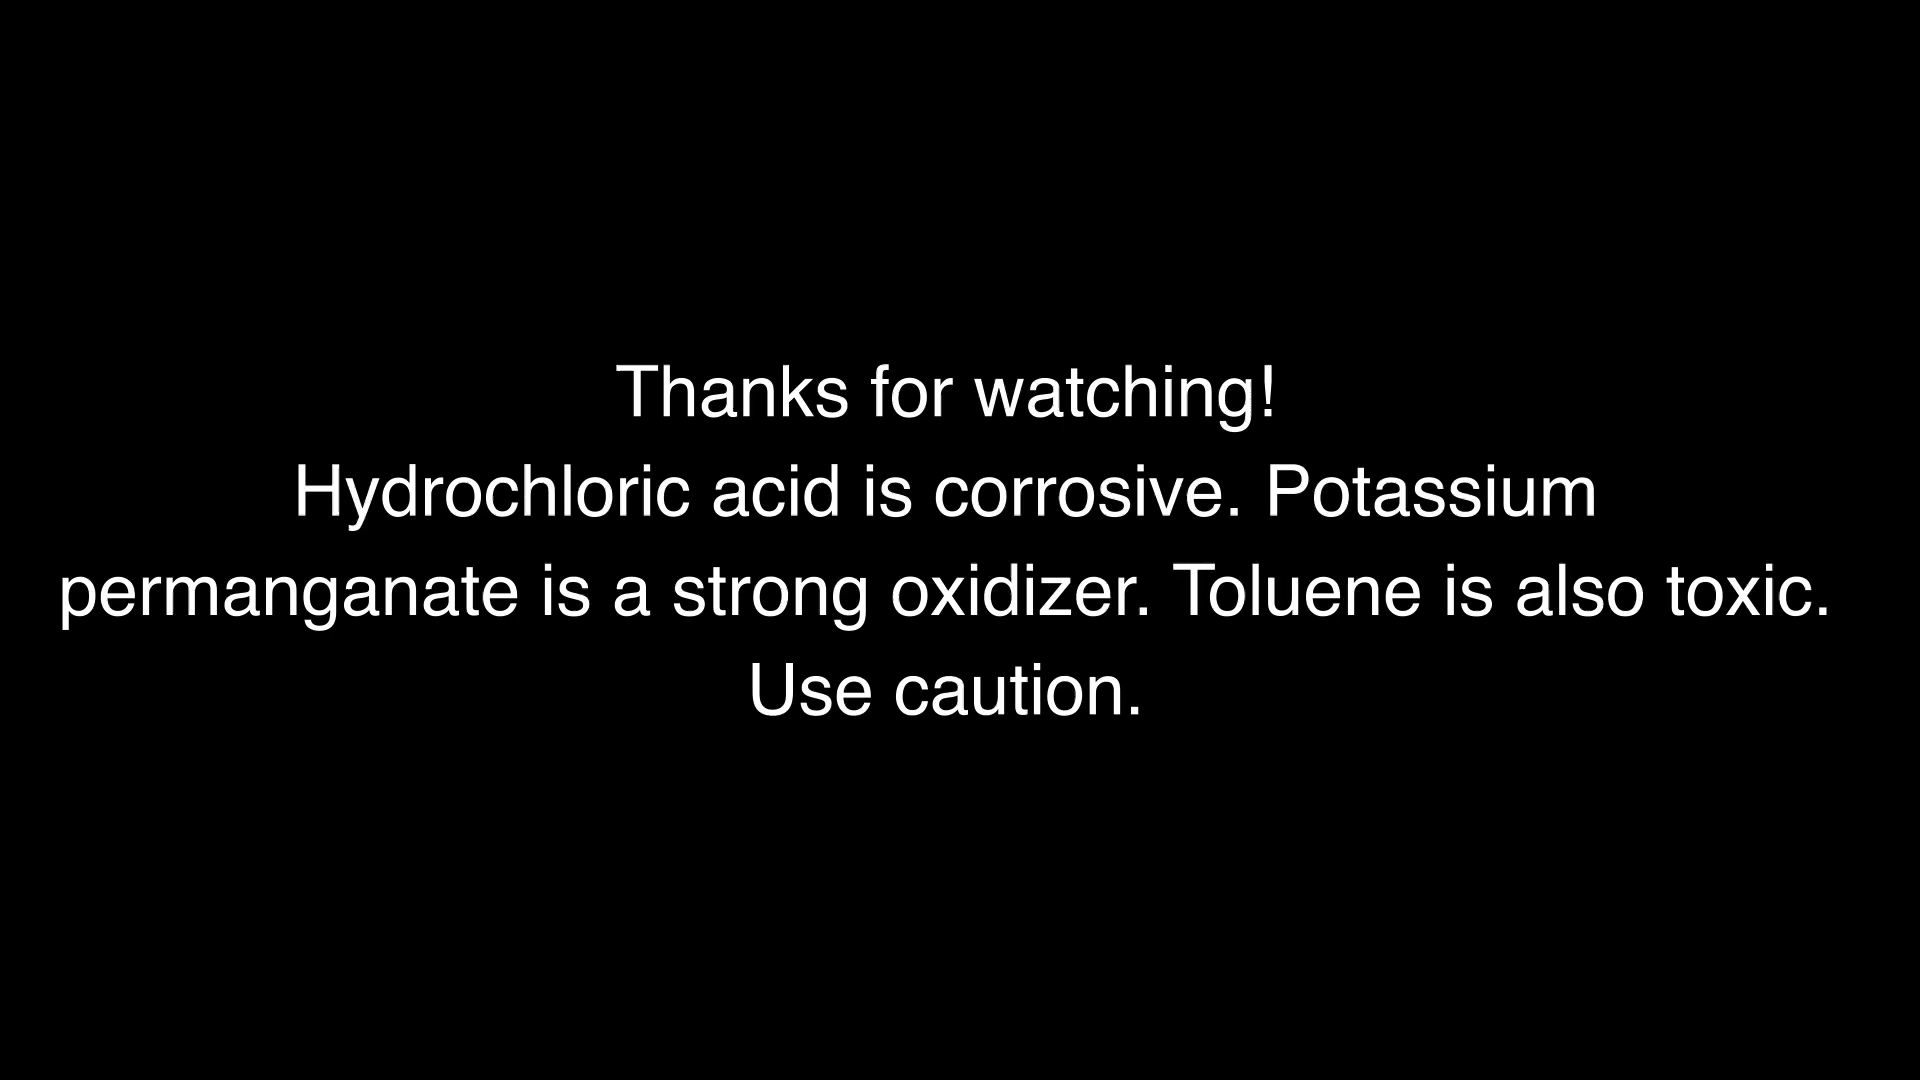 Thanks for watching!
Hydrochloric acid is corrosive. Potassium
permanganate is a strong oxidizer. Toluene is also toxic.
Use caution.